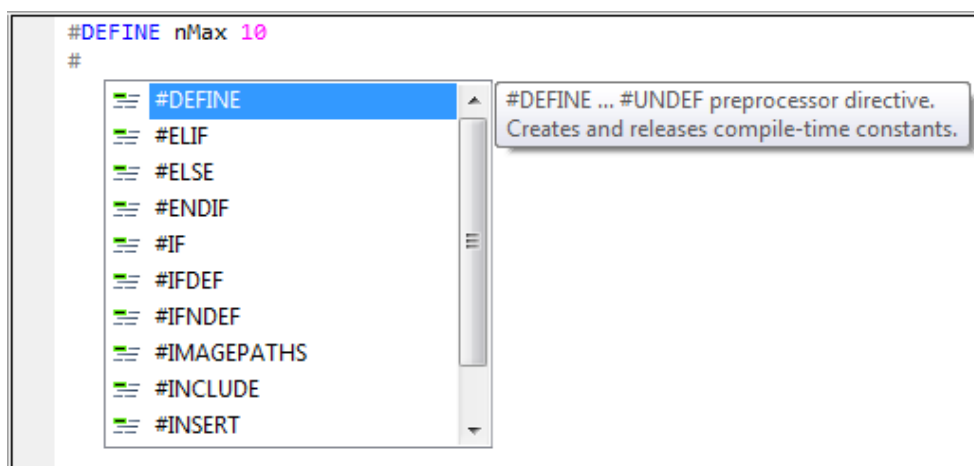 #DEFINE nMax 10
#
#DEFINE
#DEFINE ... #UNDEF preprocessor directive.
Creates and releases compile-time constants.
#ELIF
#ELSE
#ENDIF
#IF
#IFDEF
#IFNDEF
#IMAGEPATHS
#INCLUDE
#INSERT